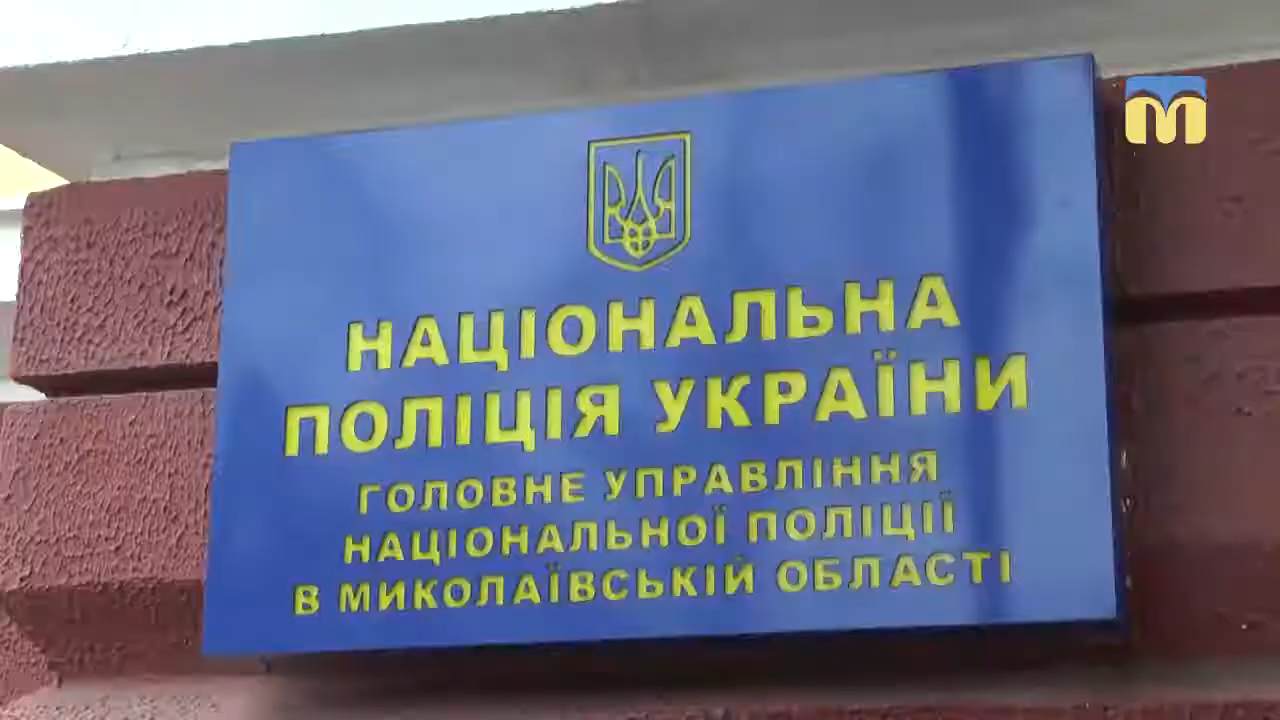 НАЦІОНАЛЬНА
ПОЛІЦІЯ УКРАЇНИ
ГОЛОВНЕ УПРАВЛІННЯ
НАЦІОНАЛЬНОЇ ПОЛІЦІЇ
В МИКОЛАЇВСЬКІЙ ОБЛАСТІ